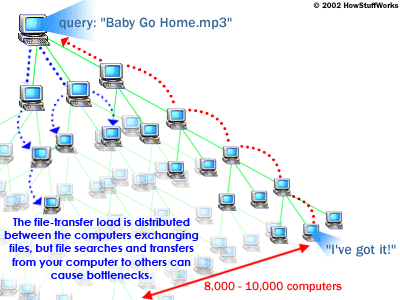 © 2002 HowStuffWorks
query: "Baby Go Home.mp3"
The file-transfer load is distributed
between the computers exchanging
files, but file searches and transfers
from your computer to others can
cause bottlenecks.
"I've got it!"
8,000 - 10,000 computers